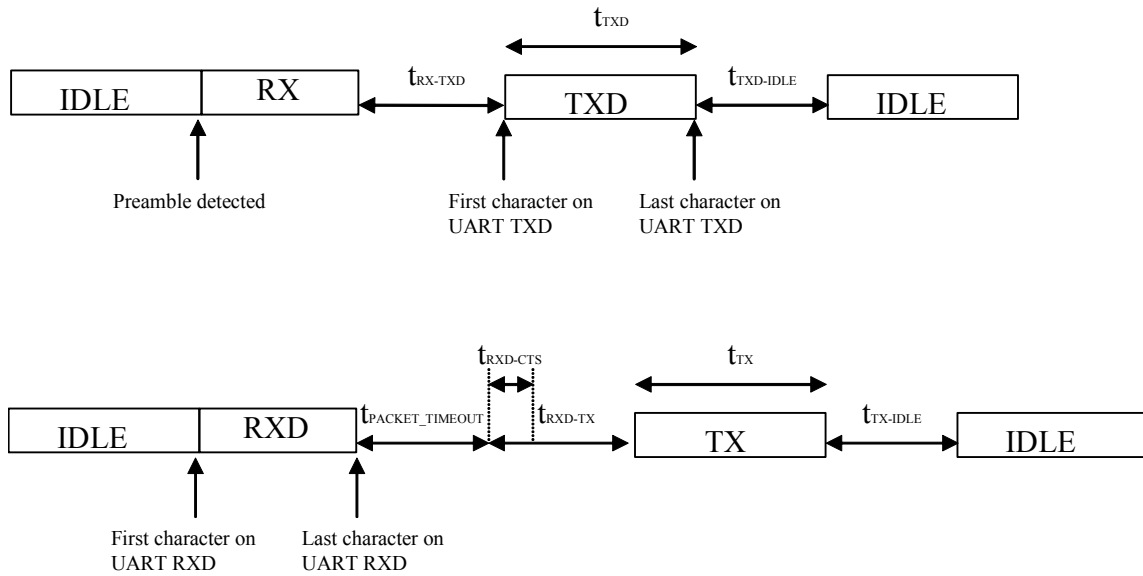 tTXD
IDLE
RX
tRX-TXD
TXD
tTXD-IDLE
IDLE
Preamble detected
First character on
UART TXD
Last character on
UART TXD
tRXD-CTS
tTX
IDLE
RXD
tPACKET_TIMEOUT
tRXD-TX
TX
tTX-IDLE
IDLE
First character on
UART RXD
Last character on
UART RXD